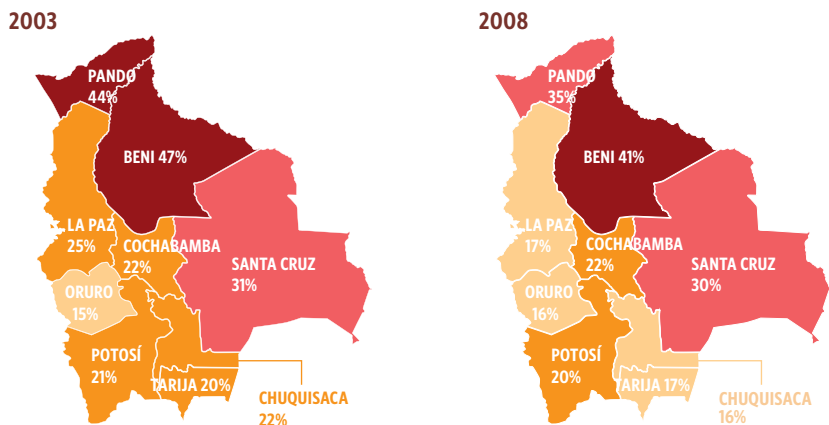 2003
PANDO
44%
BENI 47%
LA PAZ
25%
COCHABAMBA
22%
SANTA CRUZ
31%
ORURO
15%
POTOSÍ
21%
TARIJA 20%
CHUQUISACA
22%
2008
PANDO
35%
BENI 41%
LA PAZ
17%
COCHABAMBA
22%
SANTA CRUZ
30%
ORURO
16%
POTOSÍ
20%
TARIJA 17%
CHUQUISACA
16%